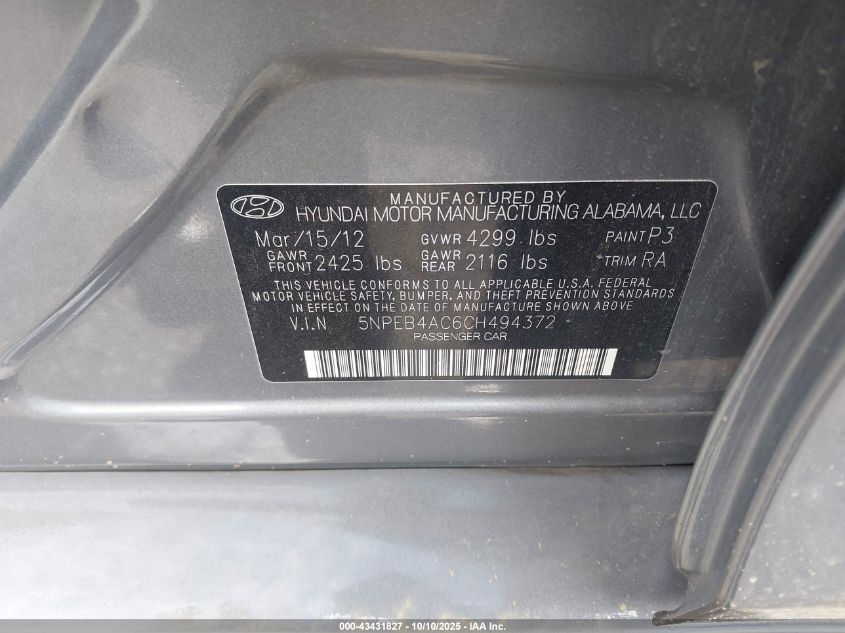 MANUFACTURED BY
HYUNDAI MOTOR MANUFACTURING ALABAMA, LLC
Mar/15/12 GVWR 4299 lbs PAINT P3
GAWR FRONT 2425 lbs GAWR REAR 2116 lbs TRIM RA
THIS VEHICLE CONFORMS TO ALL APPLICABLE U.S.A. FEDERAL
MOTOR VEHICLE SAFETY, BUMPER, AND THEFT PREVENTION STANDARDS
IN EFFECT ON THE DATE OF MANUFACTURE SHOWN ABOVE.
V.I.N 5NPEB4AC6CH494372
PASSENGER CAR
000-43431827 - 10/10/2025 - IAA Inc.